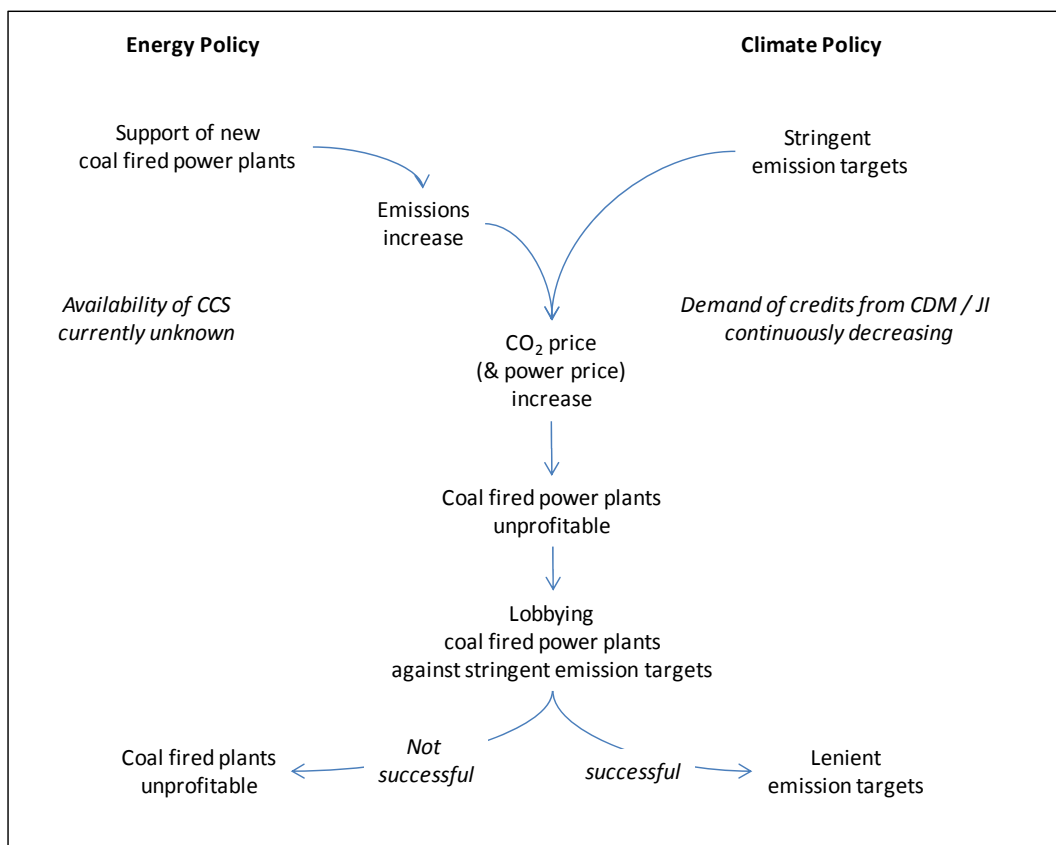 Energy Policy
Climate Policy
Support of new
coal fired power plants
Stringent
emission targets
Emissions
increase
Availability of CCS
currently unknown
Demand of credits from CDM / JI
continuously decreasing
CO₂ price
(& power price)
increase
Coal fired power plants
unprofitable
Lobbying
coal fired power plants
against stringent emission targets
Not
successful
successful
Coal fired plants
unprofitable
Lenient
emission targets